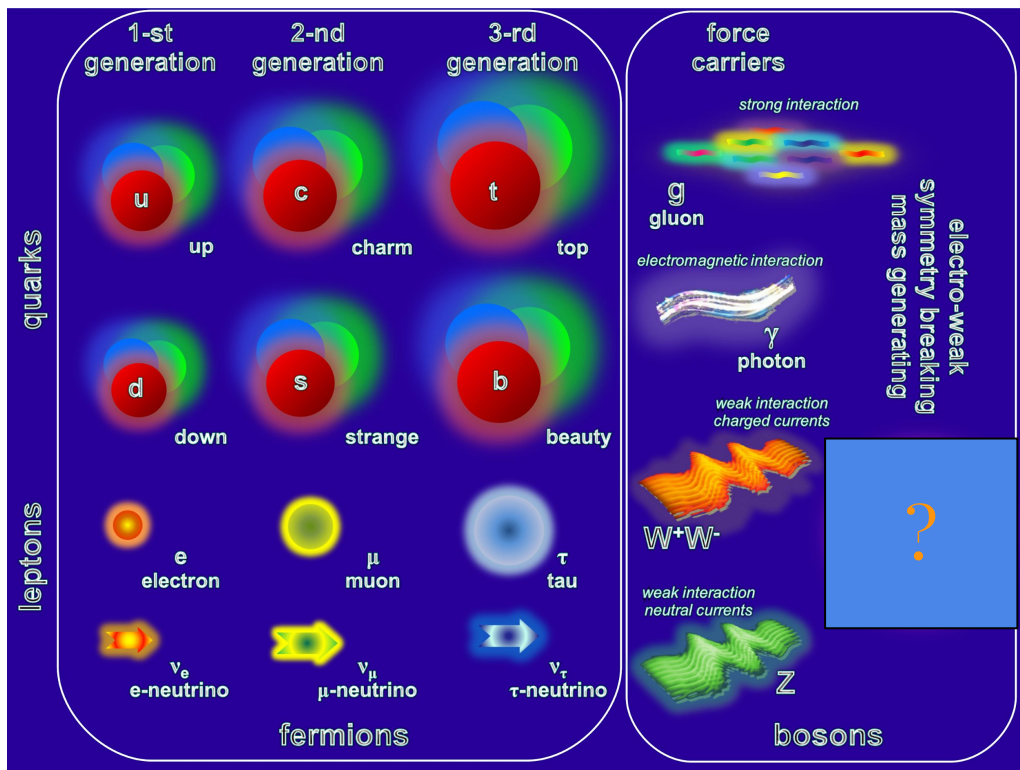 1-st
generation
2-nd
generation
3-rd
generation
force
carriers
quarks
u
up
c
charm
t
top
d
down
s
strange
b
beauty
leptons
e
electron
μ
muon
τ
tau
νe
e-neutrino
νμ
μ-neutrino
ντ
τ-neutrino
fermions
strong interaction
g
gluon
electromagnetic interaction
γ
photon
weak interaction
charged currents
W⁺W⁻
weak interaction
neutral currents
Z
electro-weak
symmetry breaking
mass generating
?
bosons